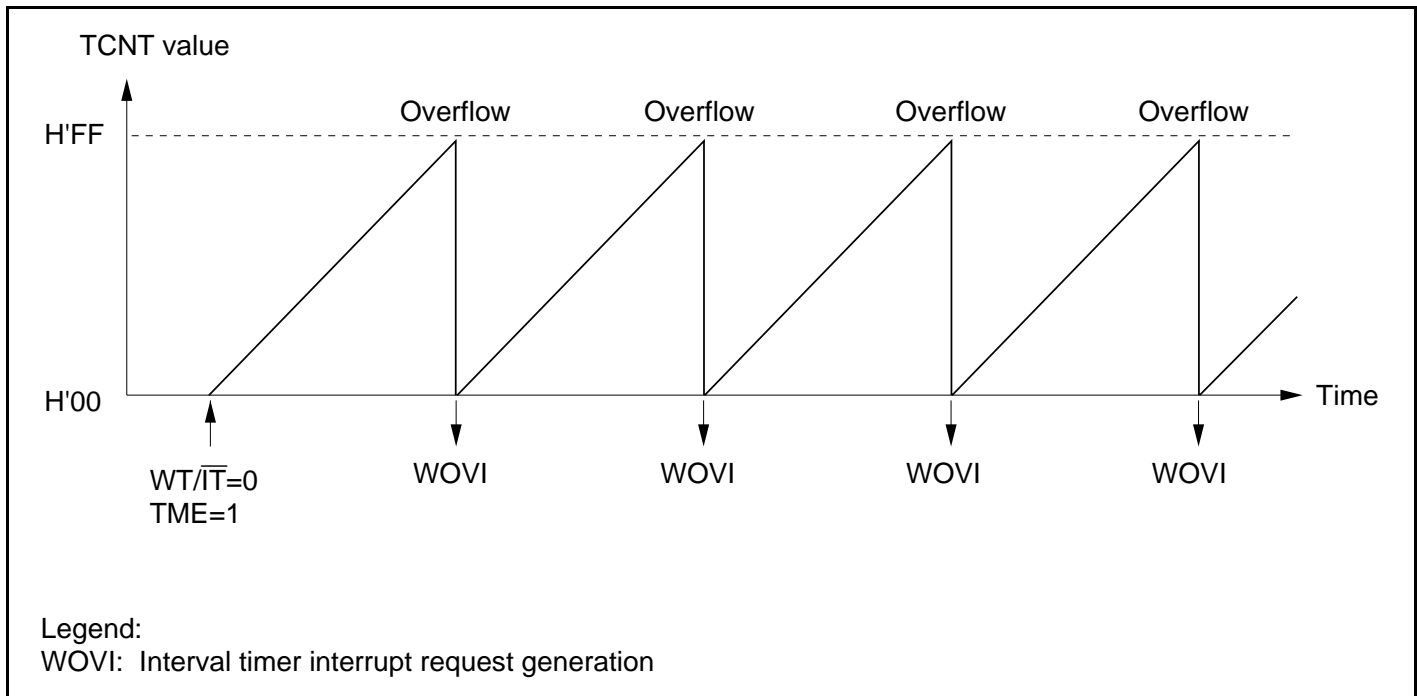 TCNT value
Overflow Overflow Overflow Overflow
H'FF
H'00
Time
WT/I̅T̅=0
TME=1
WOVI WOVI WOVI WOVI
Legend:
WOVI: Interval timer interrupt request generation